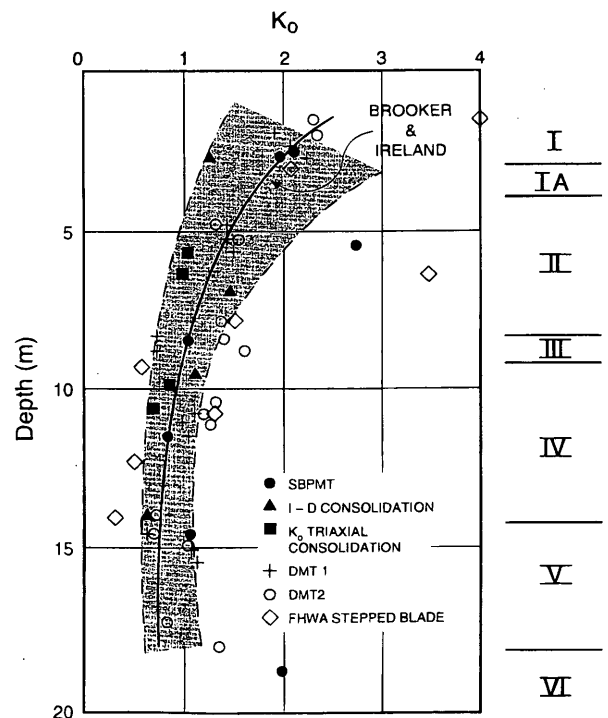 K₀
0 1 2 3 4
BROOKER
&
IRELAND
I
IA
5
II
III
Depth (m)
10
IV
SBPMT
I - D CONSOLIDATION
K₀ TRIAXIAL
CONSOLIDATION
DMT 1
DMT2
FHWA STEPPED BLADE
15
V
VI
20